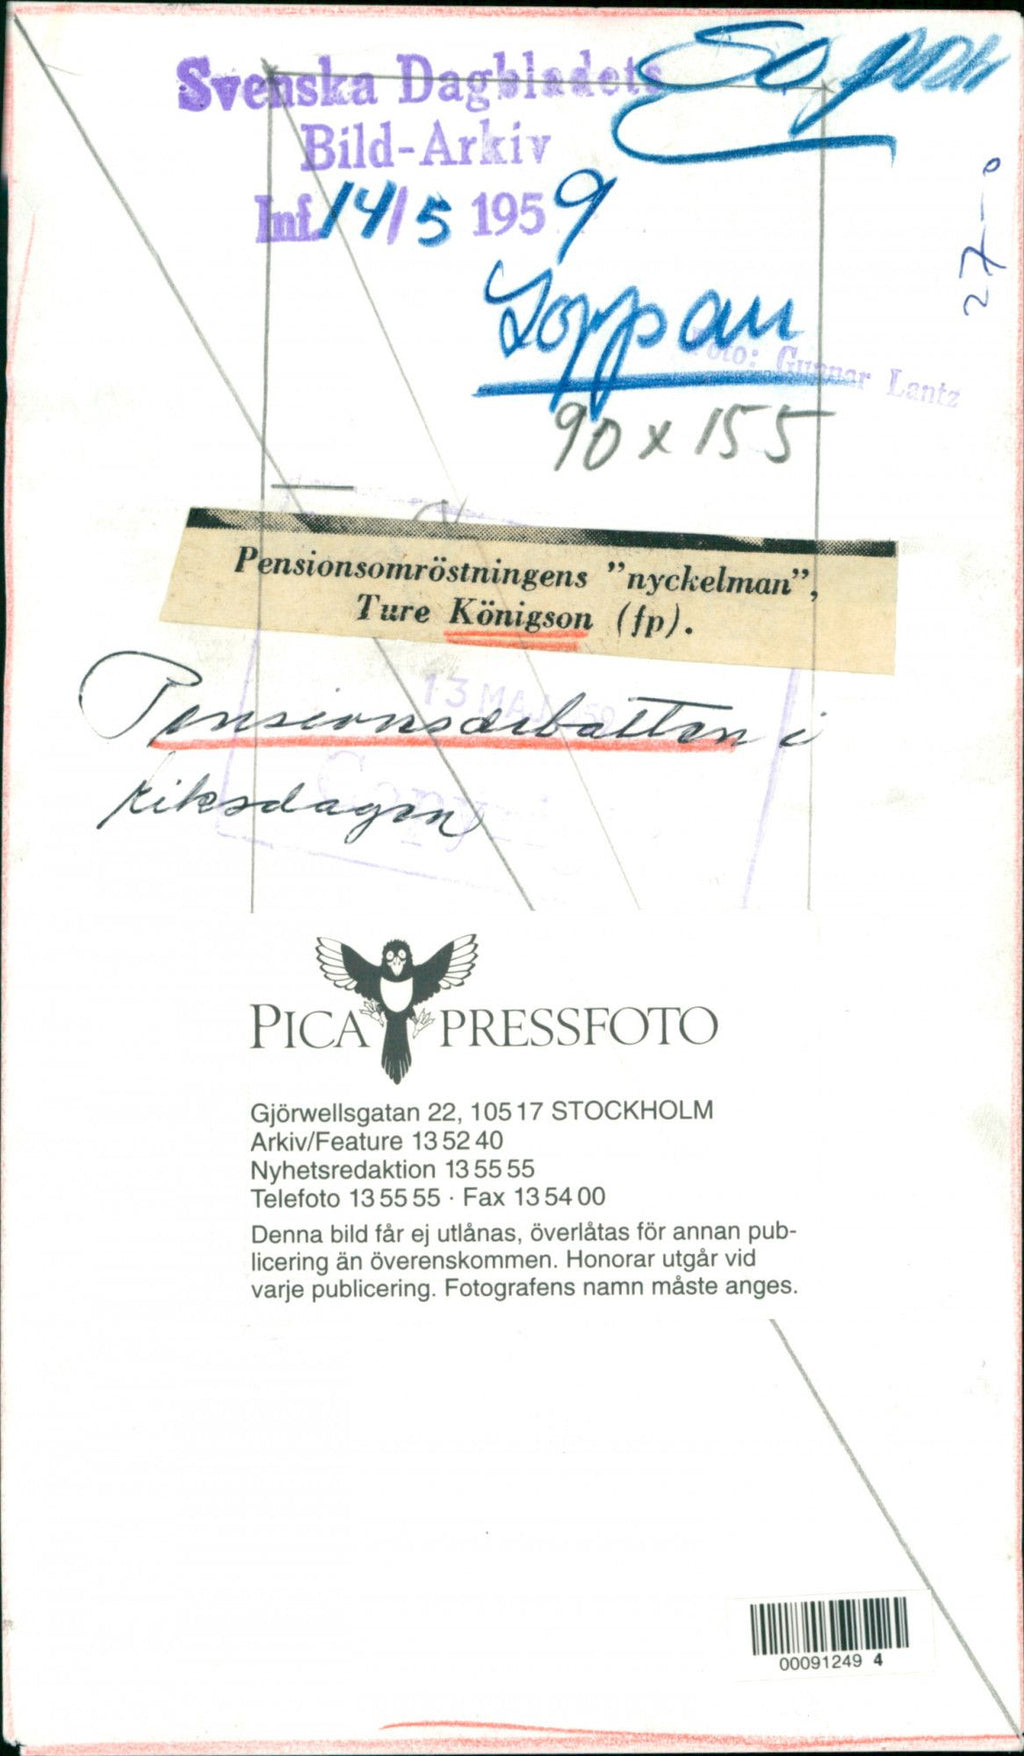 Svenska Dagbladets
Bild-Arkiv
Inf. 14/5 1959
27-0
Loppan
Foto: Gunnar Lantz
90 x 155
Pensionsomröstningens ”nyckelman”,
Ture Königson (fp).
13 MAJ
Pensionsdebatten i
riksdagen
PICA PRESSFOTO
Gjörwellsgatan 22, 105 17 STOCKHOLM
Arkiv/Feature 13 52 40
Nyhetsredaktion 13 55 55
Telefoto 13 55 55 · Fax 13 54 00
Denna bild får ej utlånas, överlåtas för annan pub-
licering än överenskommen. Honorar utgår vid
varje publicering. Fotografens namn måste anges.
00091249 4